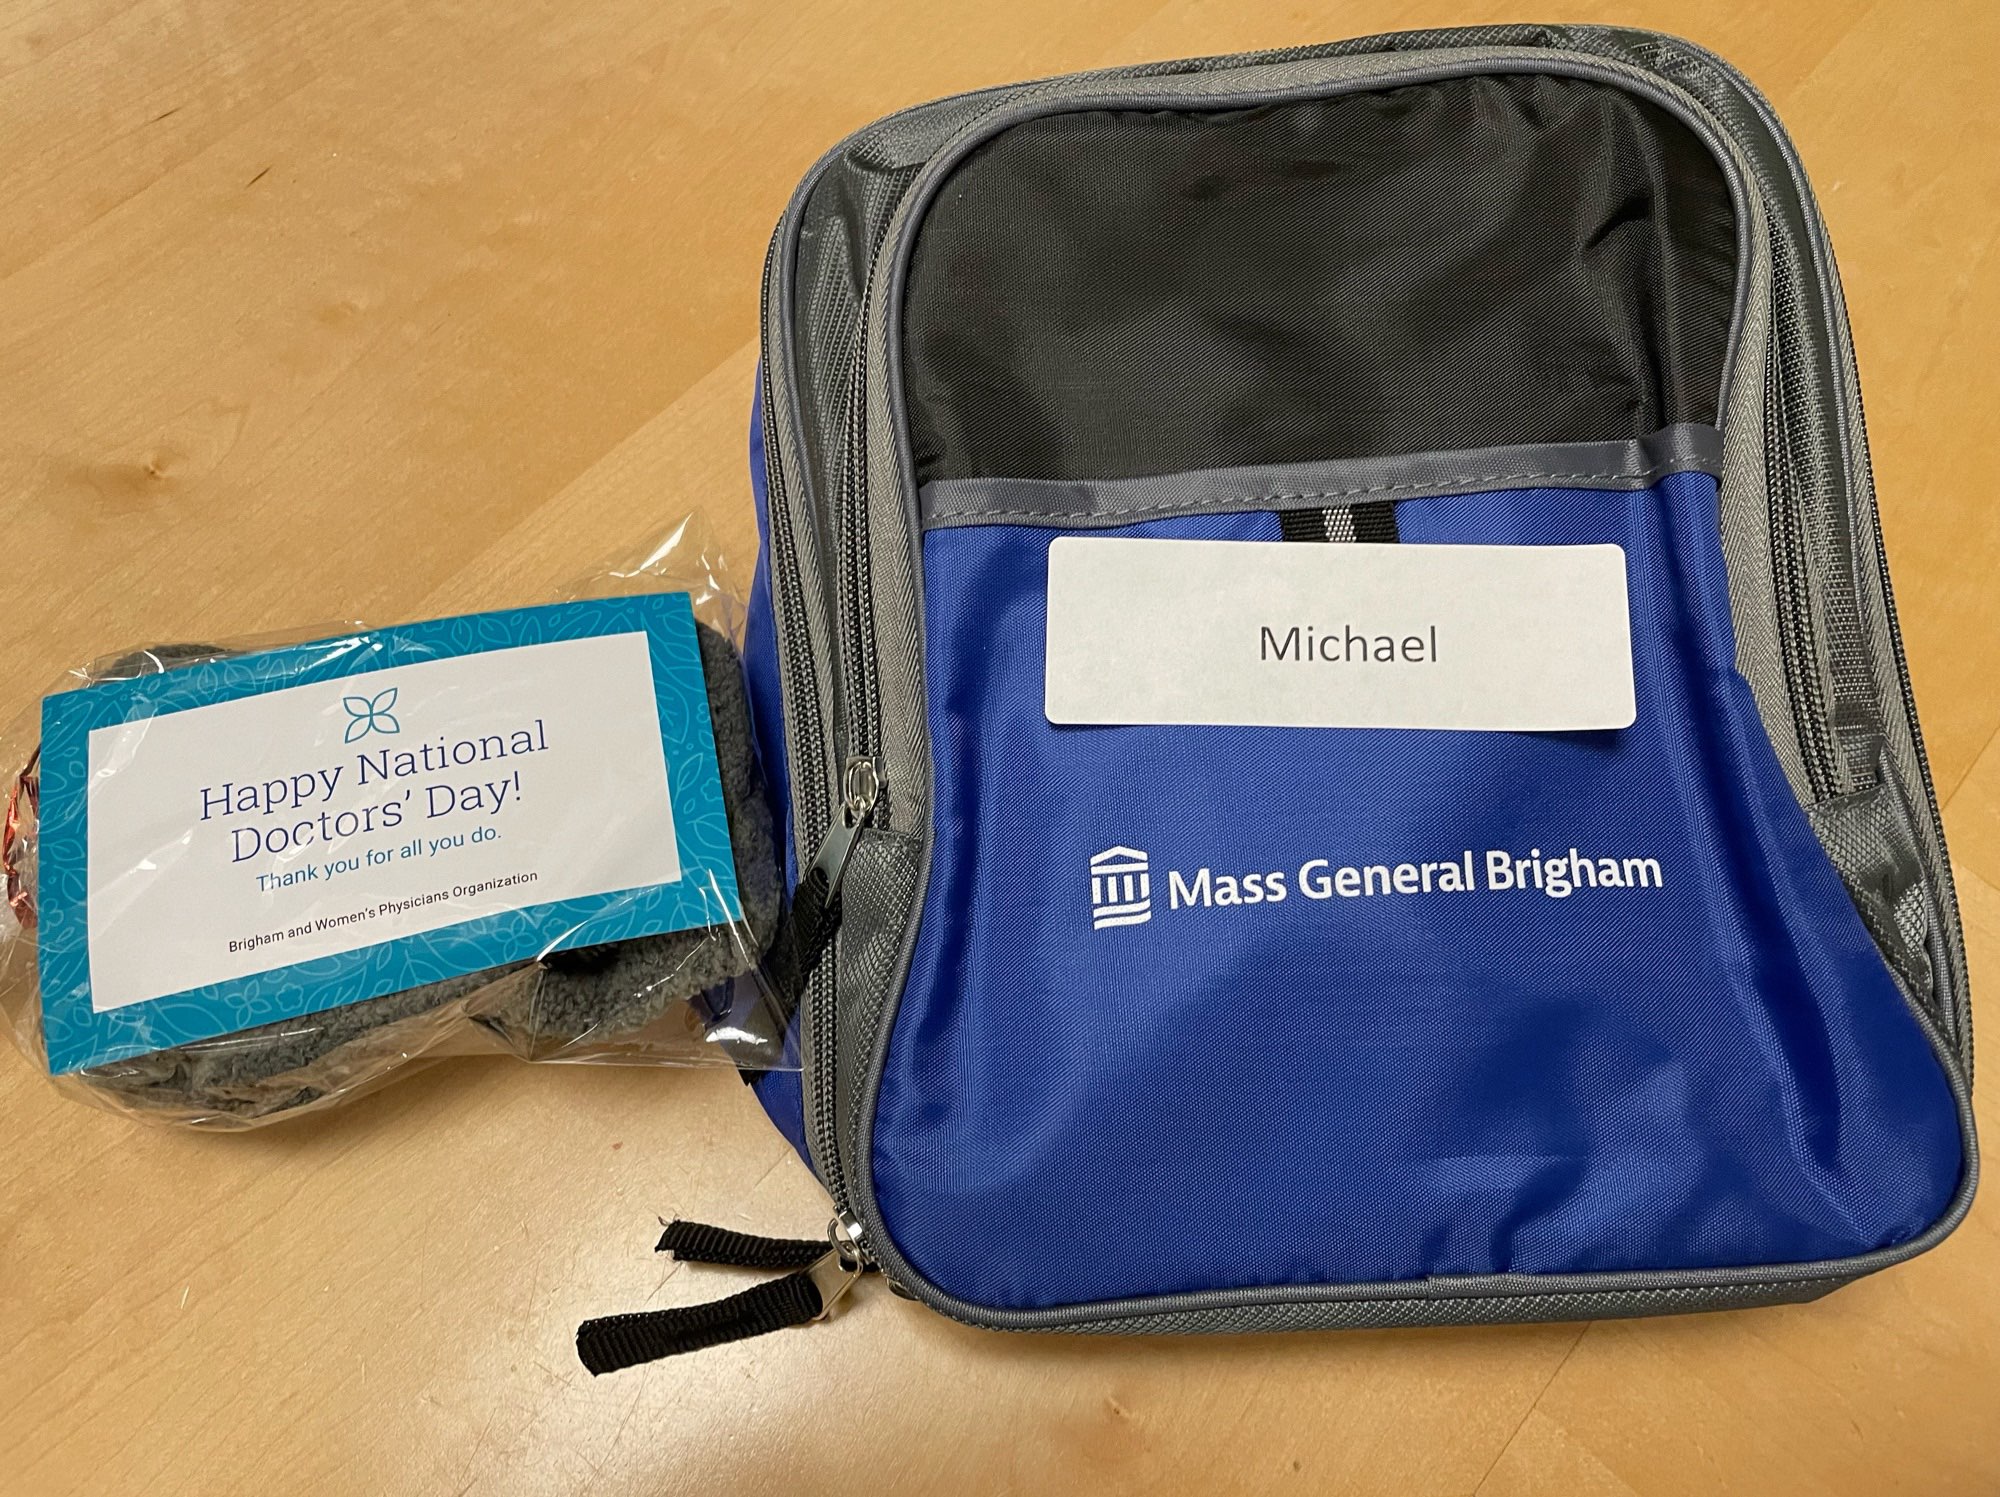 Happy National
Doctors' Day!
Thank you for all you do.
Brigham and Women's Physicians Organization
Michael
Mass General Brigham